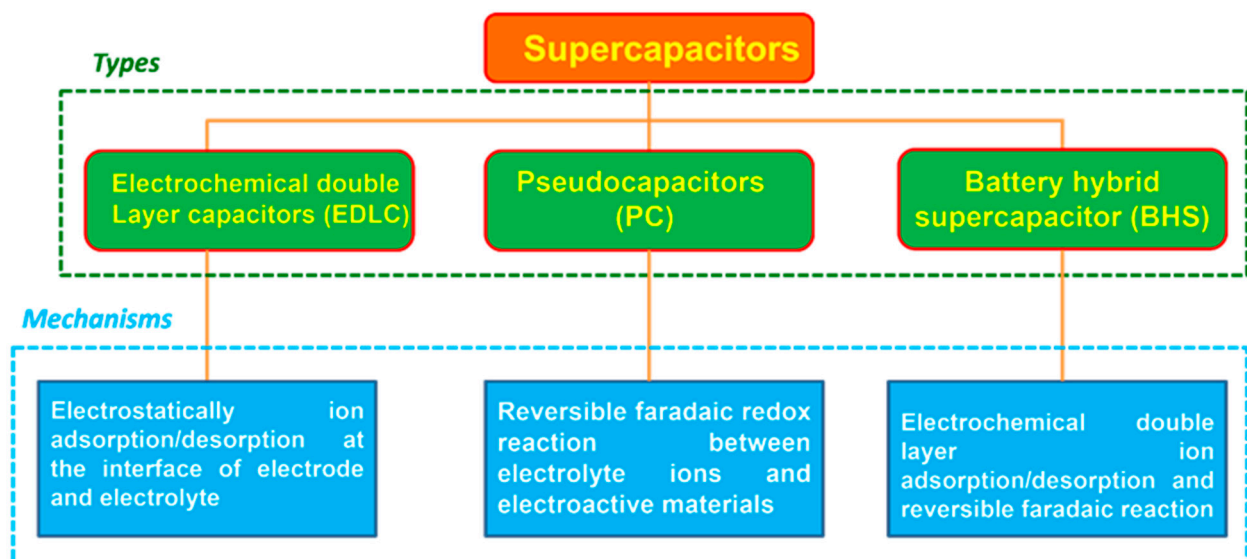 Supercapacitors
Types
Electrochemical double
Layer capacitors (EDLC)
Pseudocapacitors
(PC)
Battery hybrid
supercapacitor (BHS)
Mechanisms
Electrostatically ion
adsorption/desorption at
the interface of electrode
and electrolyte
Reversible faradaic redox
reaction between
electrolyte ions and
electroactive materials
Electrochemical double
layer ion
adsorption/desorption and
reversible faradaic reaction